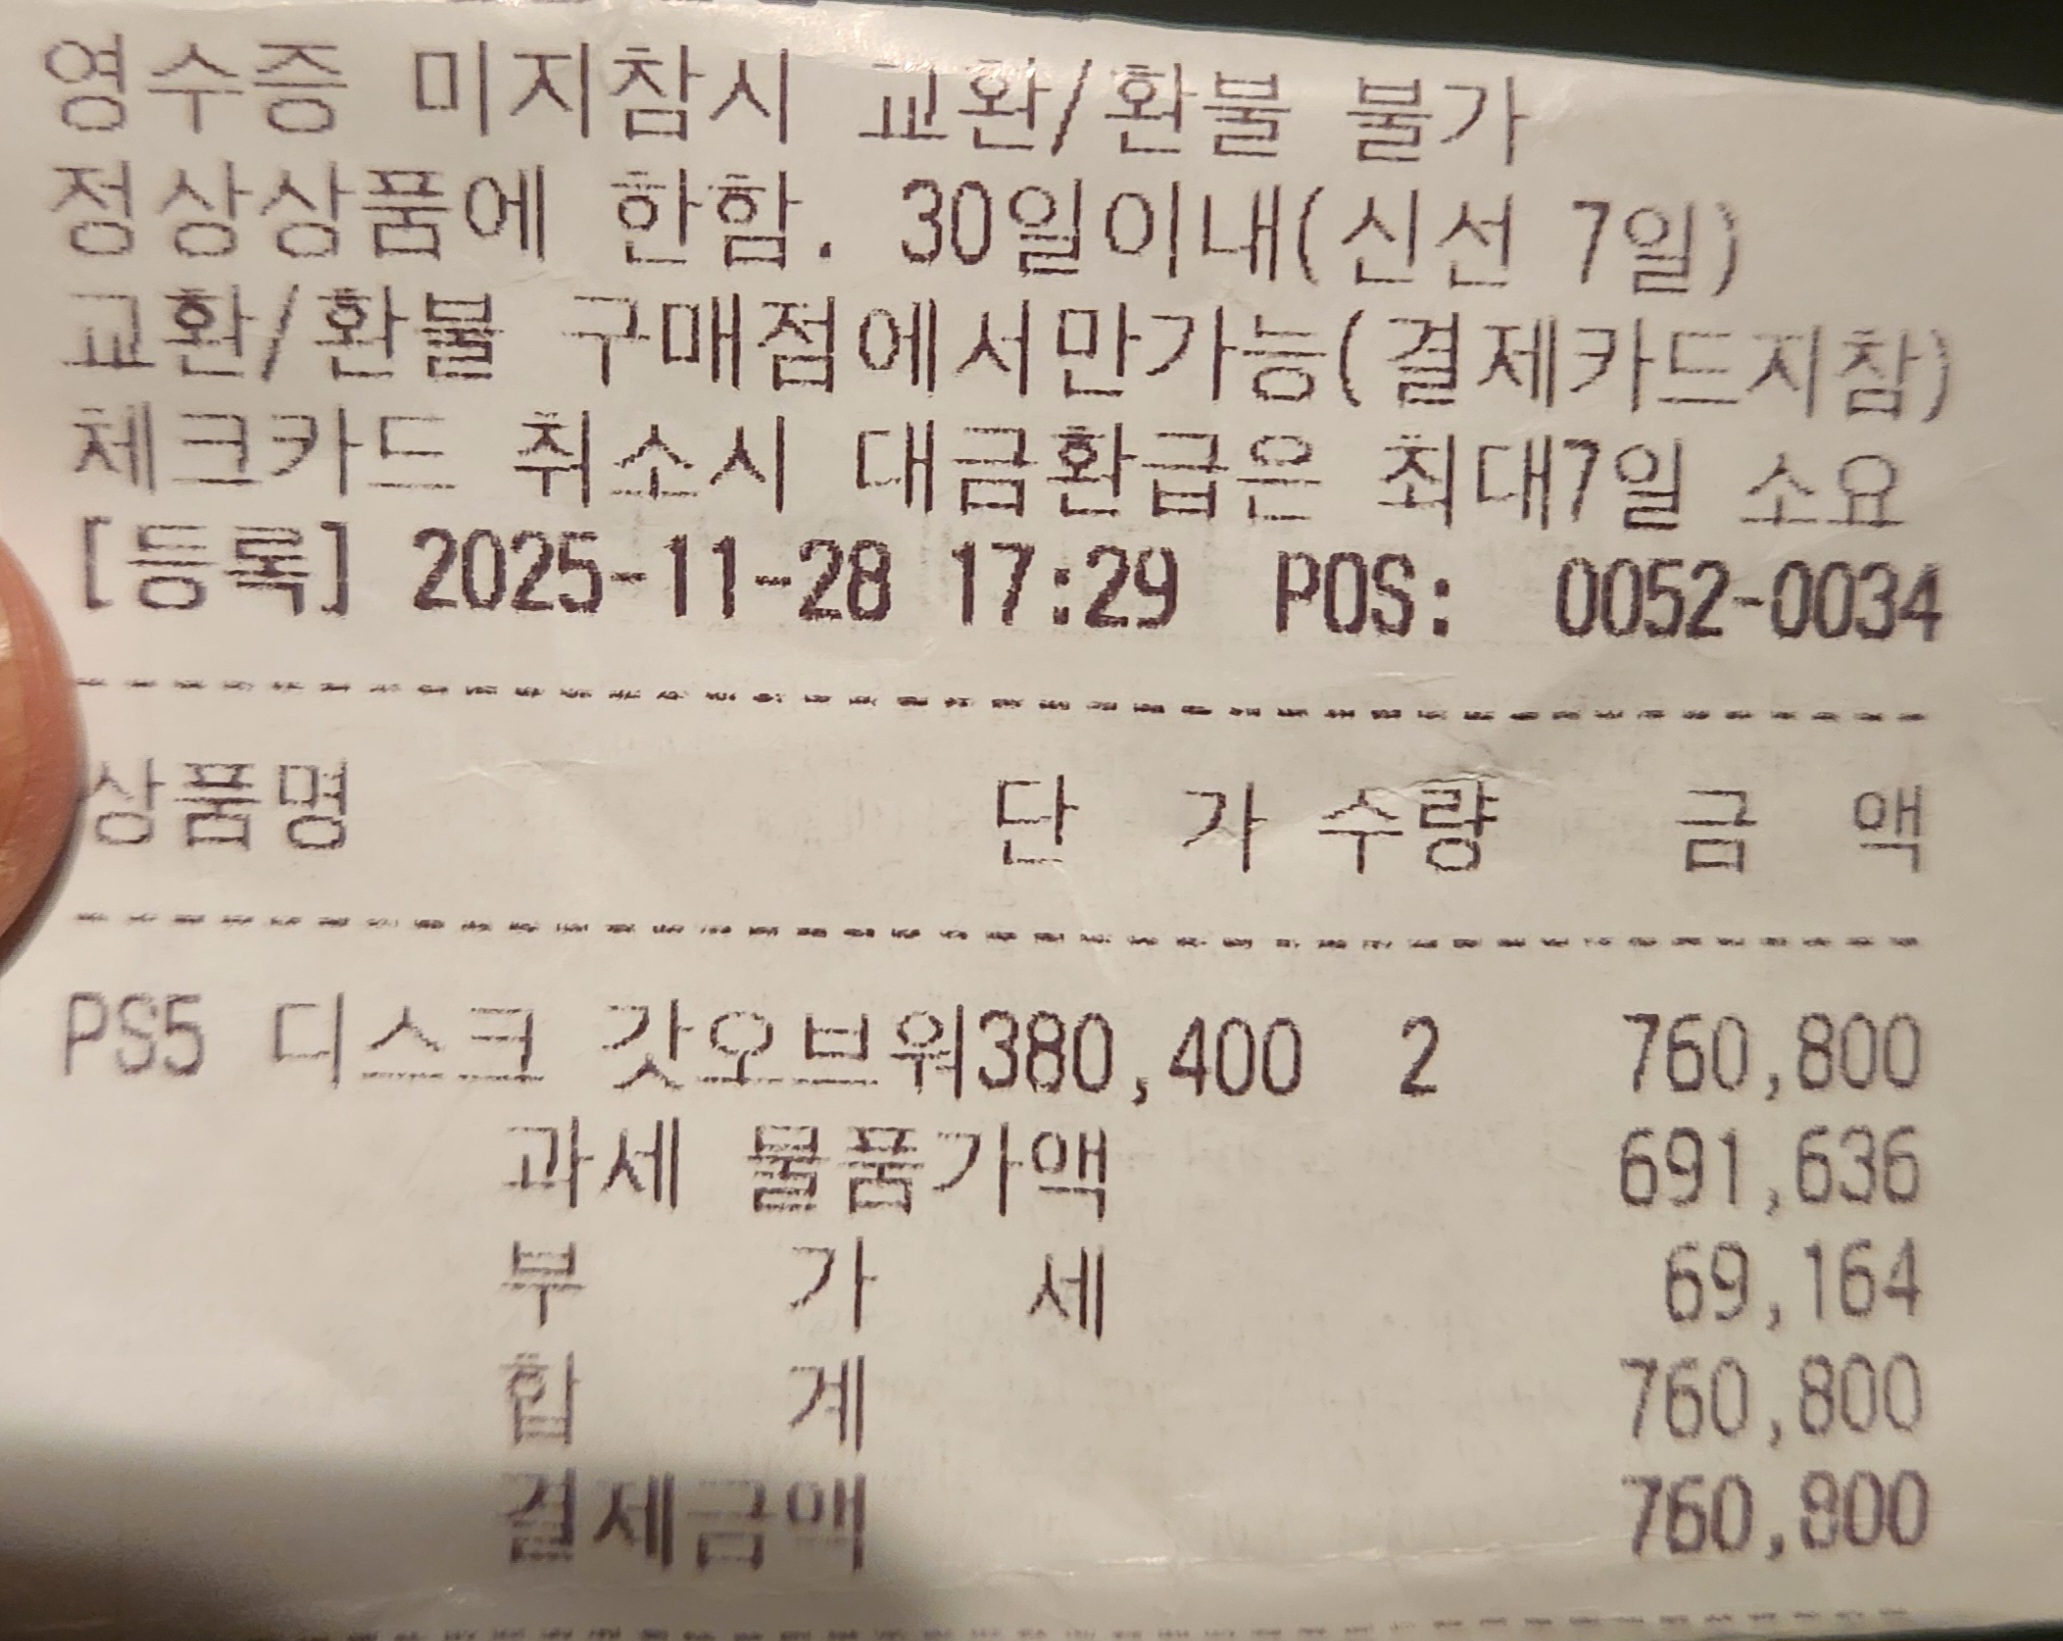 영수증 미지참시 교환/환불 불가
정상상품에 한함. 30일이내(신선 7일)
교환/환불 구매점에서만가능(결제카드지참)
체크카드 취소시 대금환급은 최대7일 소요
[등록] 2025-11-28 17:29 POS: 0052-0034
상품명 단 가 수량 금 액
PS5 디스크 갓오브워380,400 2 760,800
과세 물품가액 691,636
부 가 세 69,164
합 계 760,800
결제금액 760,800